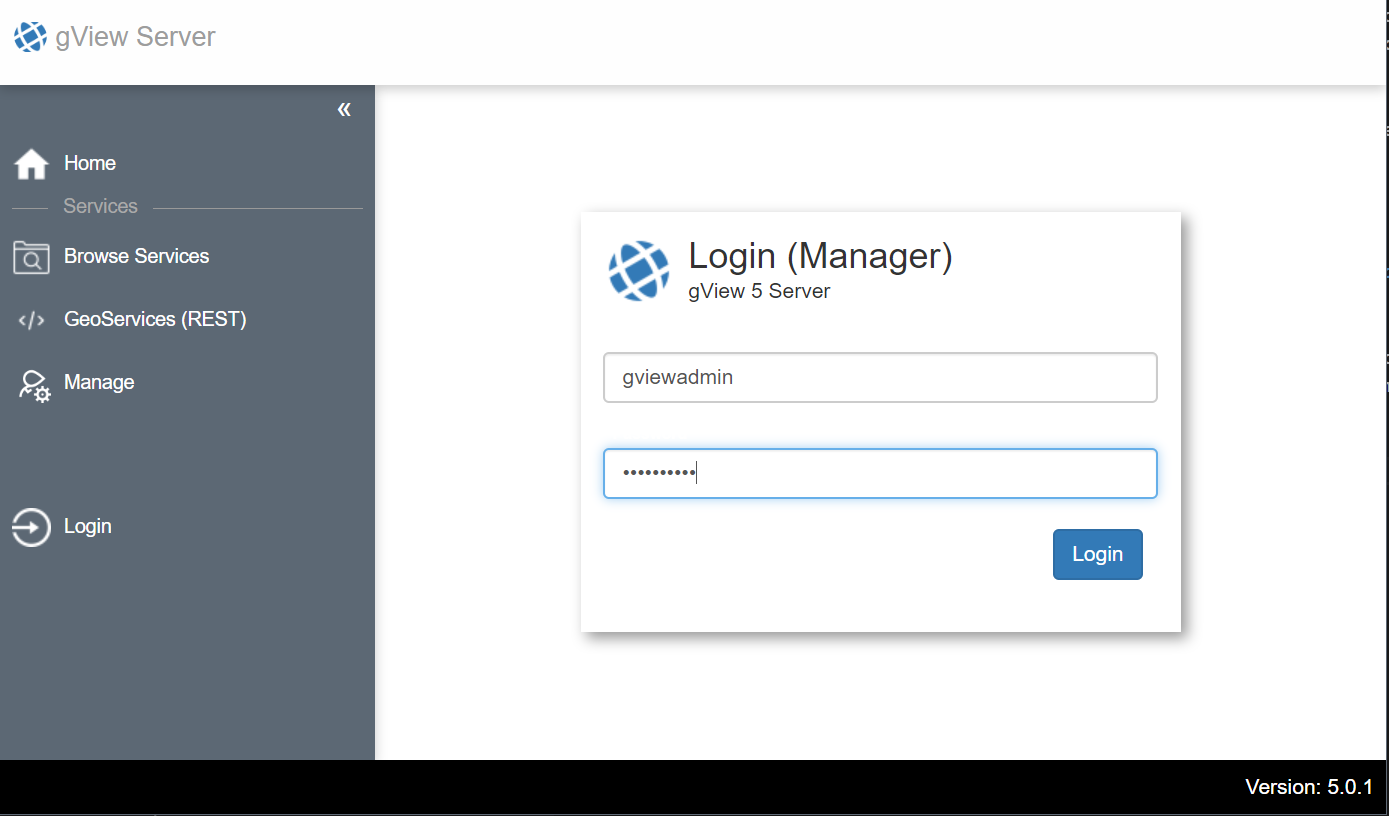 gView Server
«
Home
Services
Browse Services
</> GeoServices (REST)
Manage
Login
Login (Manager)
gView 5 Server
gviewadmin
••••••••••
Login
Version: 5.0.1